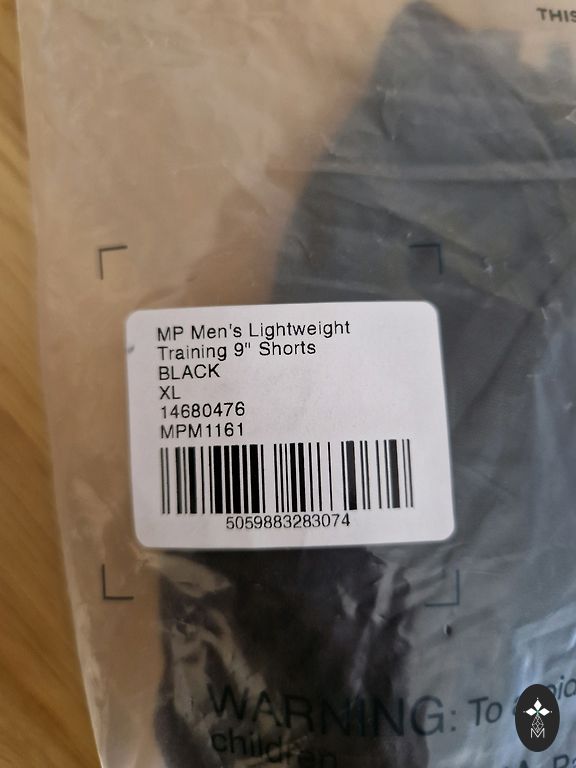 THIS
MP Men's Lightweight
Training 9" Shorts
BLACK
XL
14680476
MPM1161
5059883283074
WARNING: To
children